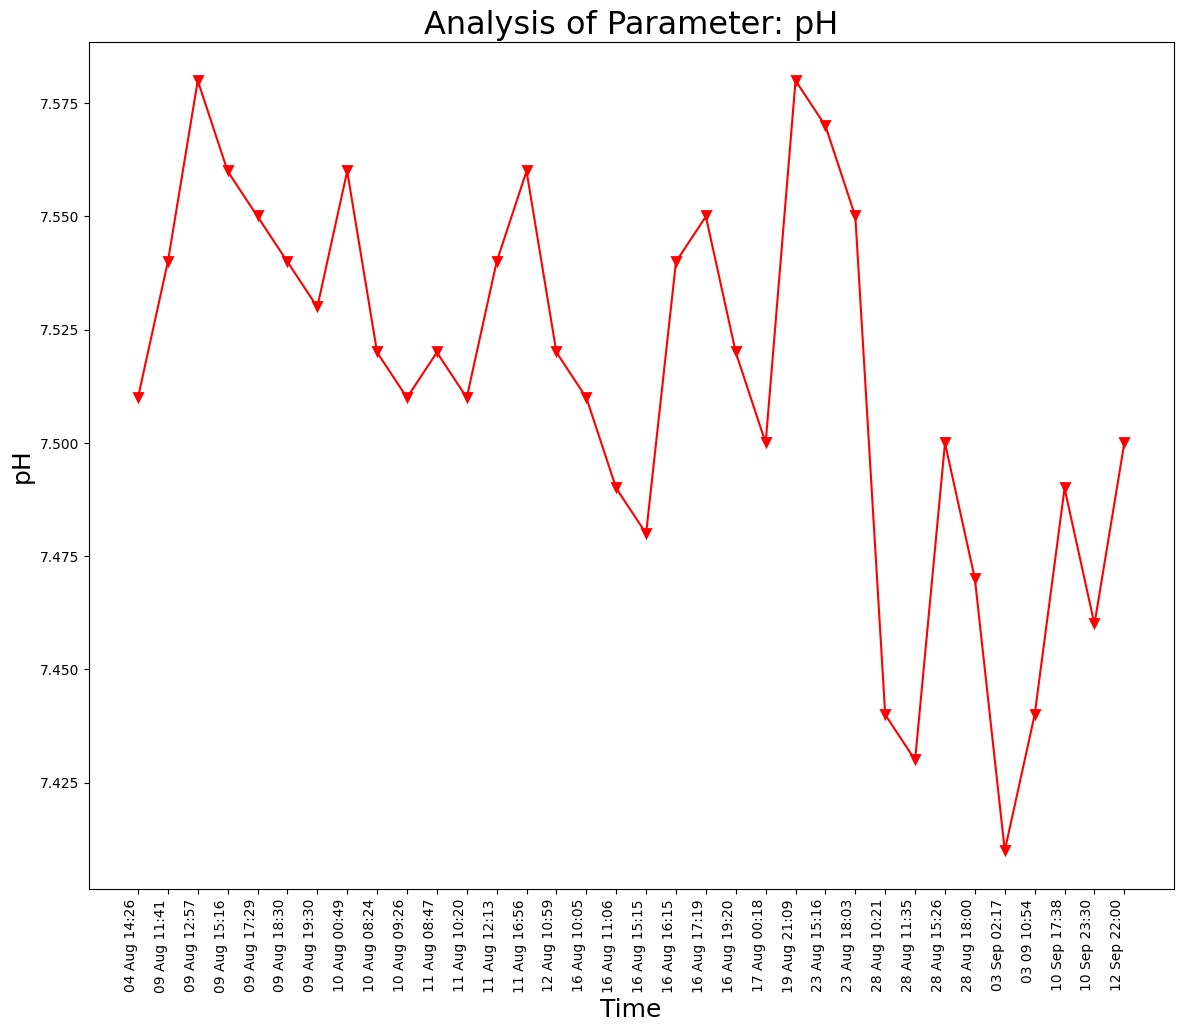 Analysis of Parameter: pH
7.575
7.550
7.525
7.500
7.475
7.450
7.425
pH
04 Aug 14:26
09 Aug 11:41
09 Aug 12:57
09 Aug 15:16
09 Aug 17:29
09 Aug 18:30
09 Aug 19:30
10 Aug 00:49
10 Aug 08:24
10 Aug 09:26
11 Aug 08:47
11 Aug 10:20
11 Aug 12:13
11 Aug 16:56
12 Aug 10:59
16 Aug 10:05
16 Aug 11:06
16 Aug 15:15
16 Aug 16:15
16 Aug 17:19
16 Aug 19:20
17 Aug 00:18
19 Aug 21:09
23 Aug 15:16
23 Aug 18:03
28 Aug 10:21
28 Aug 11:35
28 Aug 15:26
28 Aug 18:00
03 Sep 02:17
03 09 10:54
10 Sep 17:38
10 Sep 23:30
12 Sep 22:00
Time